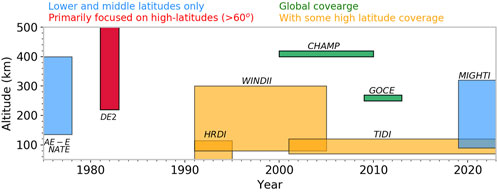 Lower and middle latitudes only
Global covearge
Primarily focused on high-latitudes (>60°)
With some high latitude coverage
500
400
300
200
100
Altitude (km)
AE−E
NATE
DE2
WINDII
HRDI
CHAMP
GOCE
TIDI
MIGHTI
1980
1990
2000
2010
2020
Year